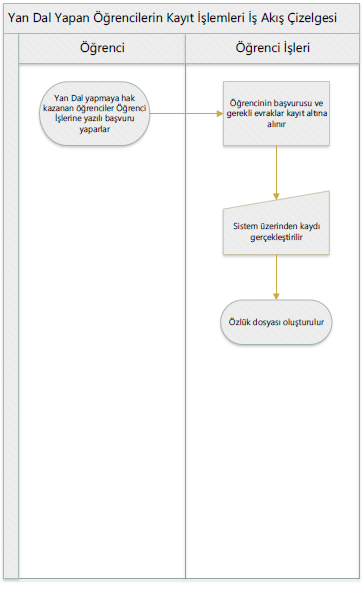 Yan Dal Yapan Öğrencilerin Kayıt İşlemleri İş Akış Çizelgesi
Öğrenci
Öğrenci İşleri
Yan Dal yapmaya hak
kazanan öğrenciler Öğrenci
İşlerine yazılı başvuru
yaparlar
Öğrencinin başvurusu ve
gerekli evraklar kayıt altına
alınır
Sistem üzerinden kaydı
gerçekleştirilir
Özlük dosyası oluşturulur